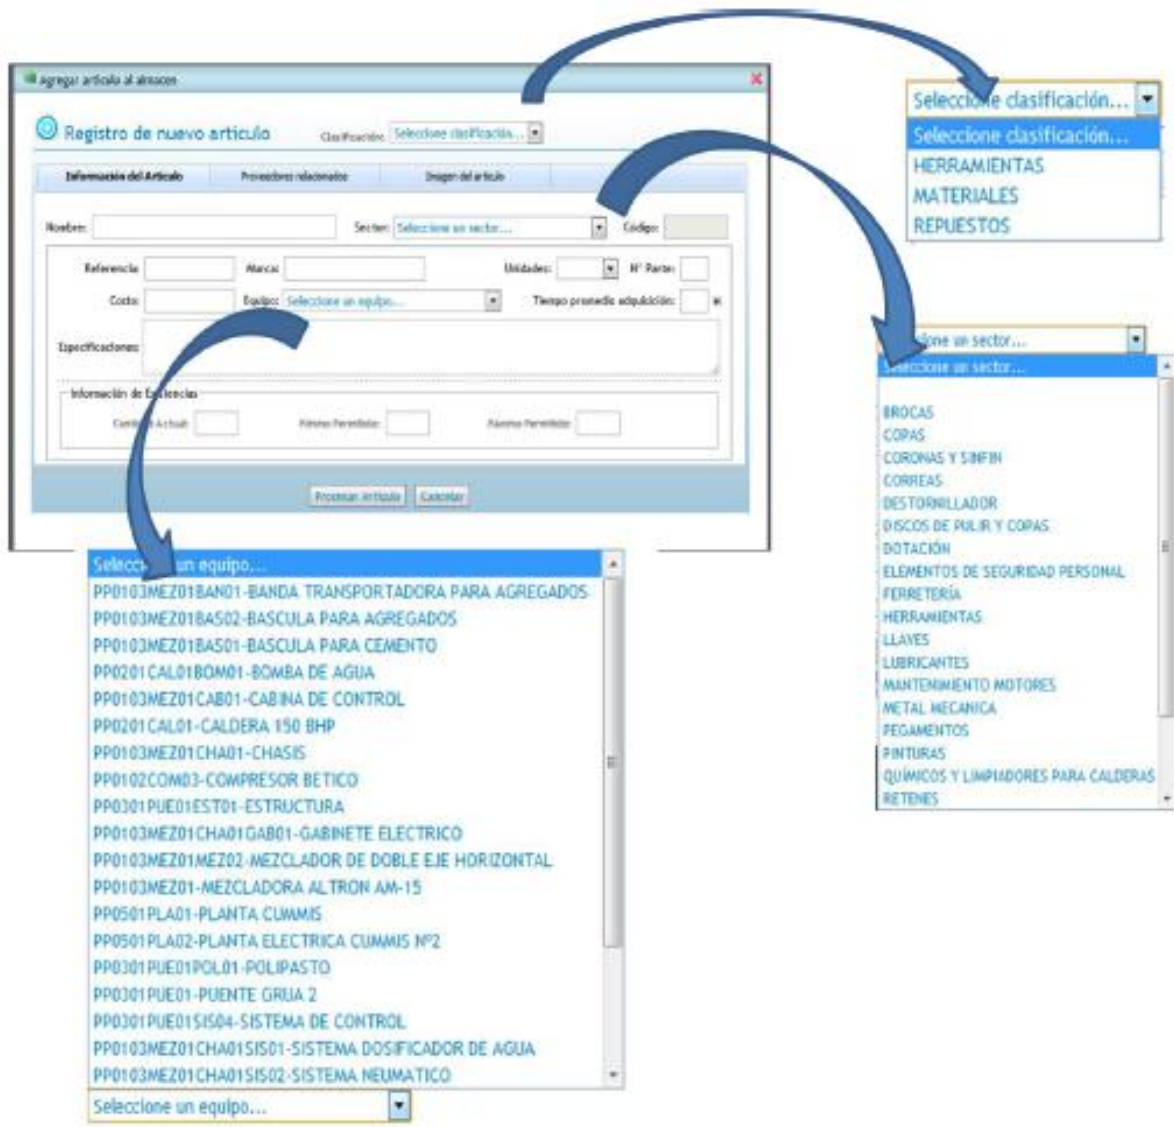 Agregar artículo al almacen
Registro de nuevo artículo
Clasificación: Seleccione clasificación...
Información del Artículo Proveedores relacionados Imagen del artículo
Nombre: Sector: Seleccione un sector... Código:
Referencia: Marca: Unidades: N° Parte:
Costo: Equipo: Seleccione un equipo... Tiempo promedio adquisición:
Especificaciones:
Información de
Actual: Mínimo Permitido: Máximo Permitido:
Procesar Artículo Cancelar
Seleccione clasificación...
Seleccione clasificación...
HERRAMIENTAS
MATERIALES
REPUESTOS
un sector...
Seleccione un sector...
BROCAS
COPAS
CORONAS Y SINFIN
CORREAS
DESTORNILLADOR
DISCOS DE PULIR Y COPAS
DOTACIÓN
ELEMENTOS DE SEGURIDAD PERSONAL
FERRETERÍA
HERRAMIENTAS
LLAVES
LUBRICANTES
MANTENIMIENTO MOTORES
METAL MECANICA
PEGAMENTOS
PINTURAS
QUÍMICOS Y LIMPIADORES PARA CALDERAS
RETENES
Seleccione un equipo...
PP0103MEZ01BAN01-BANDA TRANSPORTADORA PARA AGREGADOS
PP0103MEZ01BAS02-BASCULA PARA AGREGADOS
PP0103MEZ01BAS01-BASCULA PARA CEMENTO
PP0201CAL01BOM01-BOMBA DE AGUA
PP0103MEZ01CAB01-CABINA DE CONTROL
PP0201CAL01-CALDERA 150 BHP
PP0103MEZ01CHA01-CHASIS
PP0102COM03-COMPRESOR BETICO
PP0301PUE01EST01-ESTRUCTURA
PP0103MEZ01CHA01GAB01-GABINETE ELECTRICO
PP0103MEZ01MEZ02-MEZCLADOR DE DOBLE EJE HORIZONTAL
PP0103MEZ01-MEZCLADORA ALTRON AM-15
PP0501PLA01-PLANTA CUMMIS
PP0501PLA02-PLANTA ELECTRICA CUMMIS Nº2
PP0301PUE01POL01-POLIPASTO
PP0301PUE01-PUENTE GRUA 2
PP0301PUE01SIS04-SISTEMA DE CONTROL
PP0103MEZ01CHA01SIS01-SISTEMA DOSIFICADOR DE AGUA
PP0103MEZ01CHA01SIS02-SISTEMA NEUMATICO
Seleccione un equipo...